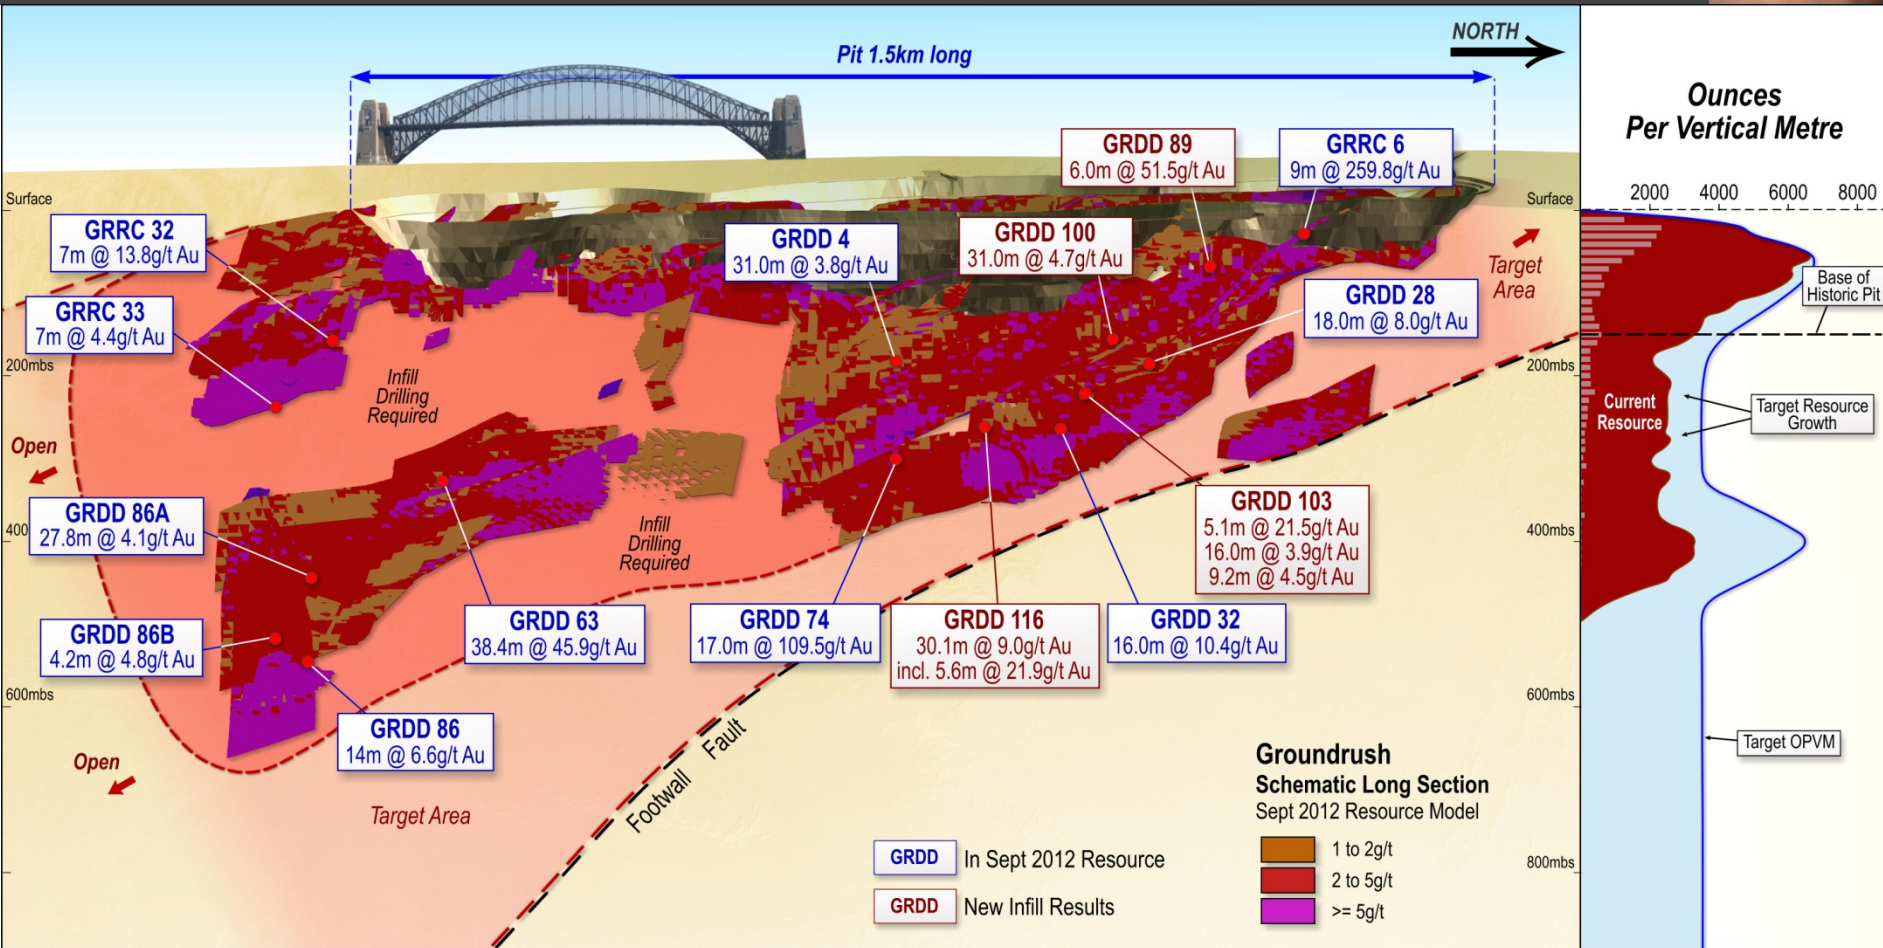 Pit 1.5km long
NORTH
Ounces
Per Vertical Metre
2000 4000 6000 8000
Surface
Surface
GRDD 89
6.0m @ 51.5g/t Au
GRRC 6
9m @ 259.8g/t Au
GRRC 32
7m @ 13.8g/t Au
GRDD 4
31.0m @ 3.8g/t Au
GRDD 100
31.0m @ 4.7g/t Au
Target
Area
Base of
Historic Pit
GRRC 33
7m @ 4.4g/t Au
GRDD 28
18.0m @ 8.0g/t Au
200mbs
200mbs
Infill
Drilling
Required
Current
Resource
Target Resource
Growth
Open
GRDD 86A
27.8m @ 4.1g/t Au
400
400mbs
Infill
Drilling
Required
GRDD 103
5.1m @ 21.5g/t Au
16.0m @ 3.9g/t Au
9.2m @ 4.5g/t Au
GRDD 86B
4.2m @ 4.8g/t Au
GRDD 63
38.4m @ 45.9g/t Au
GRDD 74
17.0m @ 109.5g/t Au
GRDD 116
30.1m @ 9.0g/t Au
incl. 5.6m @ 21.9g/t Au
GRDD 32
16.0m @ 10.4g/t Au
600mbs
600mbs
GRDD 86
14m @ 6.6g/t Au
Open
Target Area
Footwall Fault
Target OPVM
Groundrush
Schematic Long Section
Sept 2012 Resource Model
1 to 2g/t
2 to 5g/t
>= 5g/t
GRDD In Sept 2012 Resource
GRDD New Infill Results
800mbs